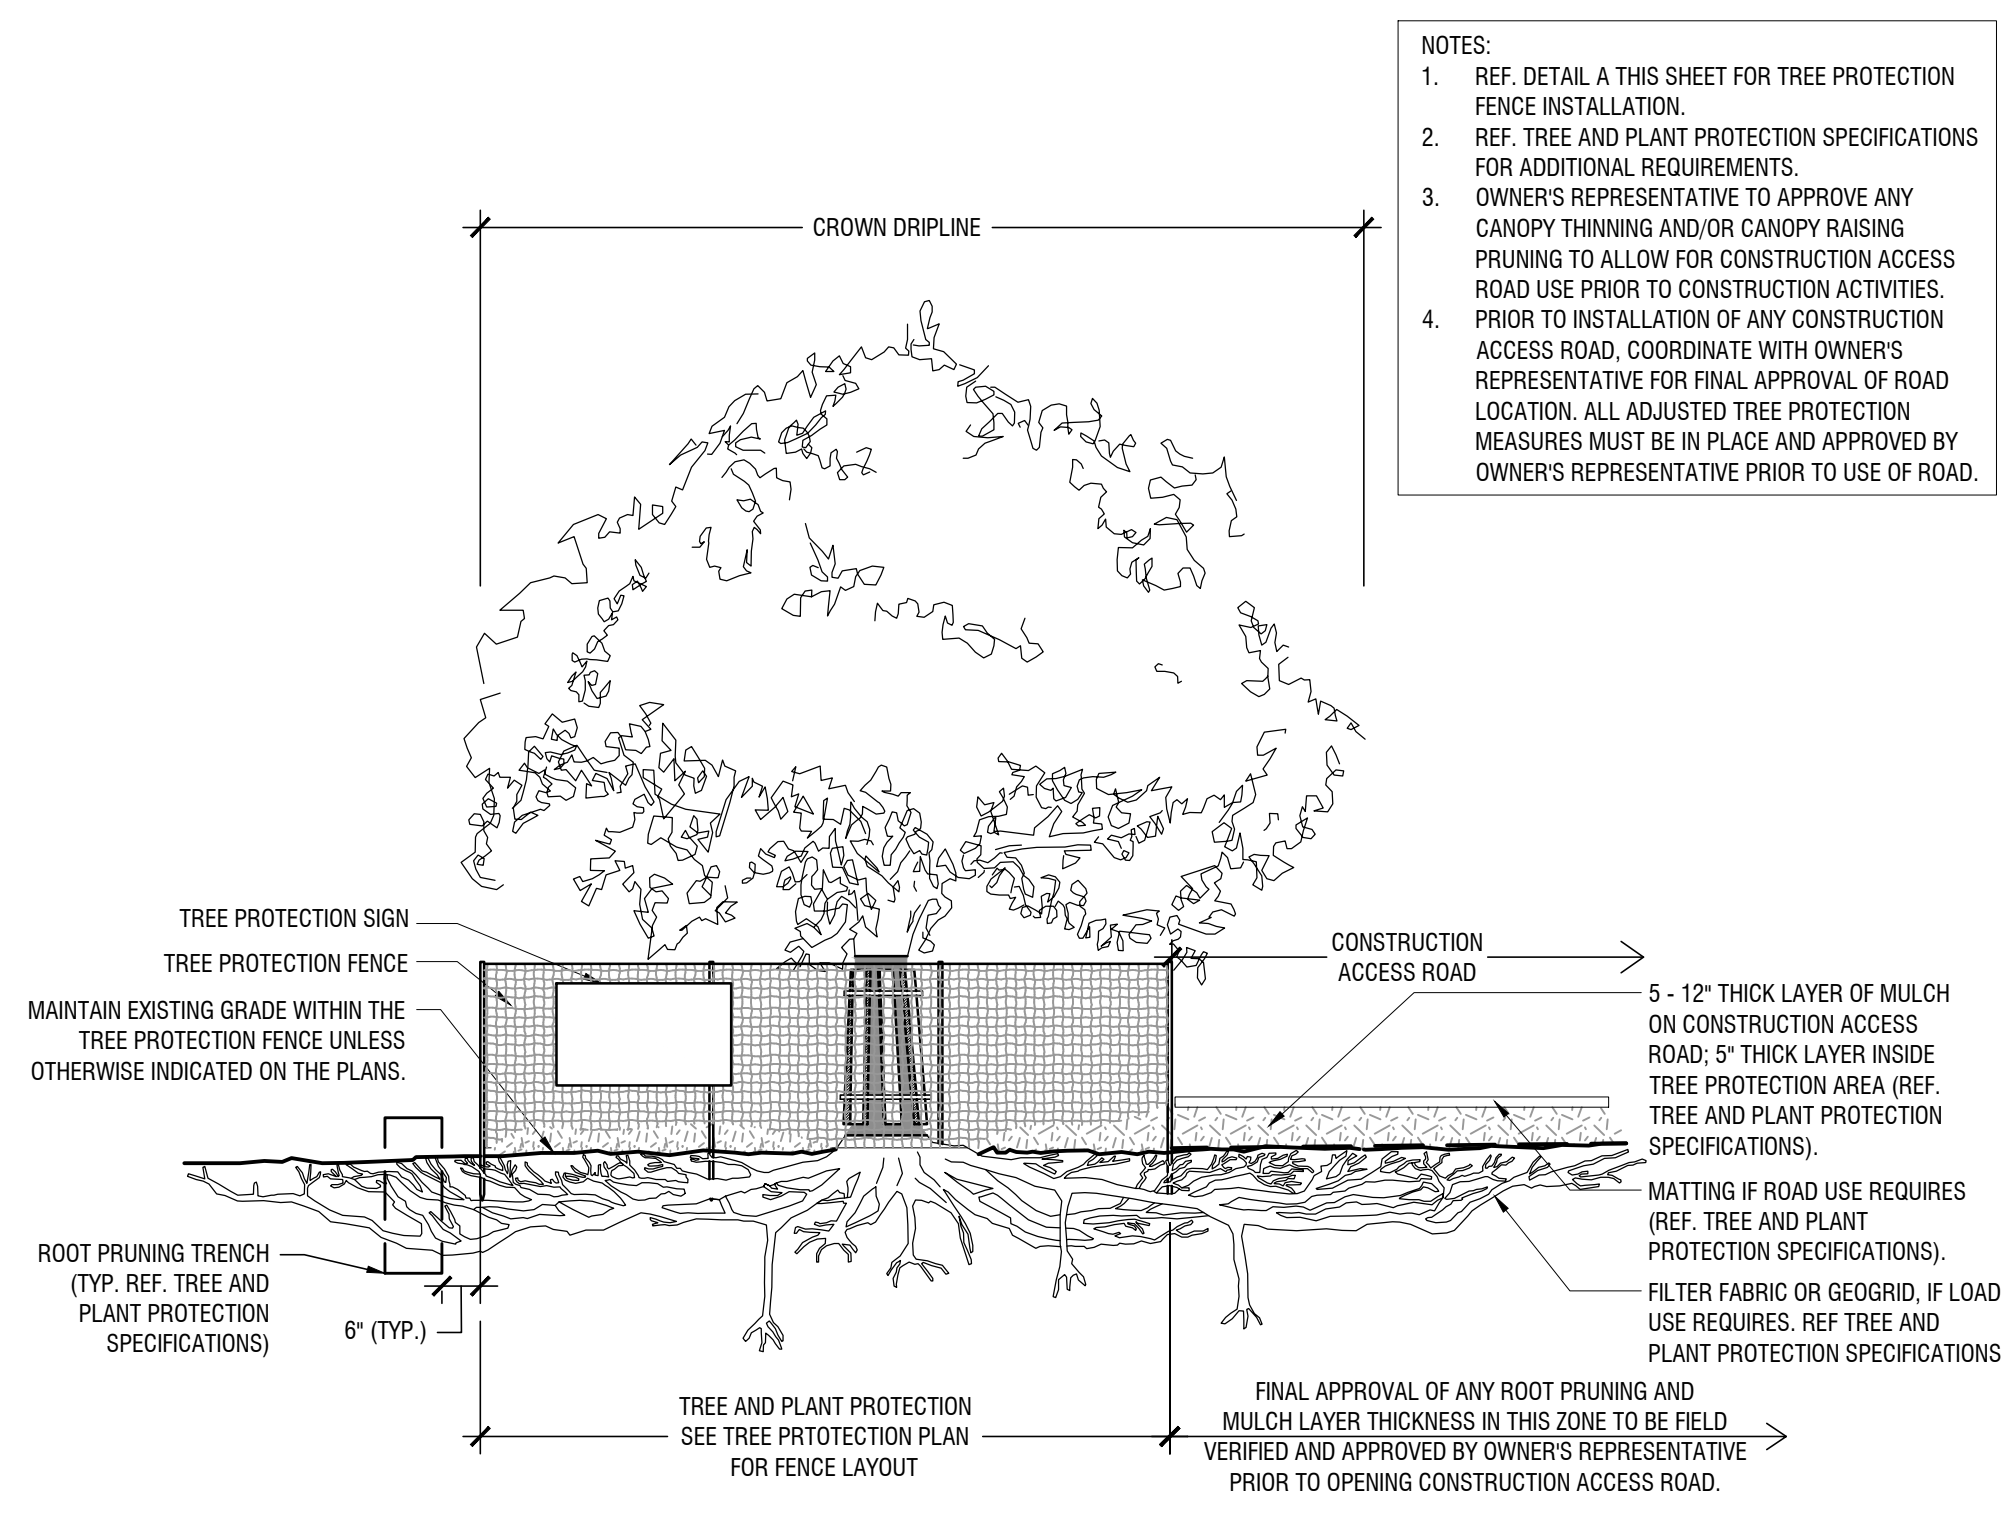 NOTES:
1. REF. DETAIL A THIS SHEET FOR TREE PROTECTION
FENCE INSTALLATION.
2. REF. TREE AND PLANT PROTECTION SPECIFICATIONS
FOR ADDITIONAL REQUIREMENTS.
3. OWNER'S REPRESENTATIVE TO APPROVE ANY
CANOPY THINNING AND/OR CANOPY RAISING
PRUNING TO ALLOW FOR CONSTRUCTION ACCESS
ROAD USE PRIOR TO CONSTRUCTION ACTIVITIES.
4. PRIOR TO INSTALLATION OF ANY CONSTRUCTION
ACCESS ROAD, COORDINATE WITH OWNER'S
REPRESENTATIVE FOR FINAL APPROVAL OF ROAD
LOCATION. ALL ADJUSTED TREE PROTECTION
MEASURES MUST BE IN PLACE AND APPROVED BY
OWNER'S REPRESENTATIVE PRIOR TO USE OF ROAD.
CROWN DRIPLINE
TREE PROTECTION SIGN
TREE PROTECTION FENCE
MAINTAIN EXISTING GRADE WITHIN THE
TREE PROTECTION FENCE UNLESS
OTHERWISE INDICATED ON THE PLANS.
ROOT PRUNING TRENCH
(TYP. REF. TREE AND
PLANT PROTECTION
SPECIFICATIONS)
6" (TYP.)
CONSTRUCTION
ACCESS ROAD
5 - 12" THICK LAYER OF MULCH
ON CONSTRUCTION ACCESS
ROAD; 5" THICK LAYER INSIDE
TREE PROTECTION AREA (REF.
TREE AND PLANT PROTECTION
SPECIFICATIONS).
MATTING IF ROAD USE REQUIRES
(REF. TREE AND PLANT
PROTECTION SPECIFICATIONS).
FILTER FABRIC OR GEOGRID, IF LOAD
USE REQUIRES. REF TREE AND
PLANT PROTECTION SPECIFICATIONS
TREE AND PLANT PROTECTION
SEE TREE PRTOTECTION PLAN
FOR FENCE LAYOUT
FINAL APPROVAL OF ANY ROOT PRUNING AND
MULCH LAYER THICKNESS IN THIS ZONE TO BE FIELD
VERIFIED AND APPROVED BY OWNER'S REPRESENTATIVE
PRIOR TO OPENING CONSTRUCTION ACCESS ROAD.